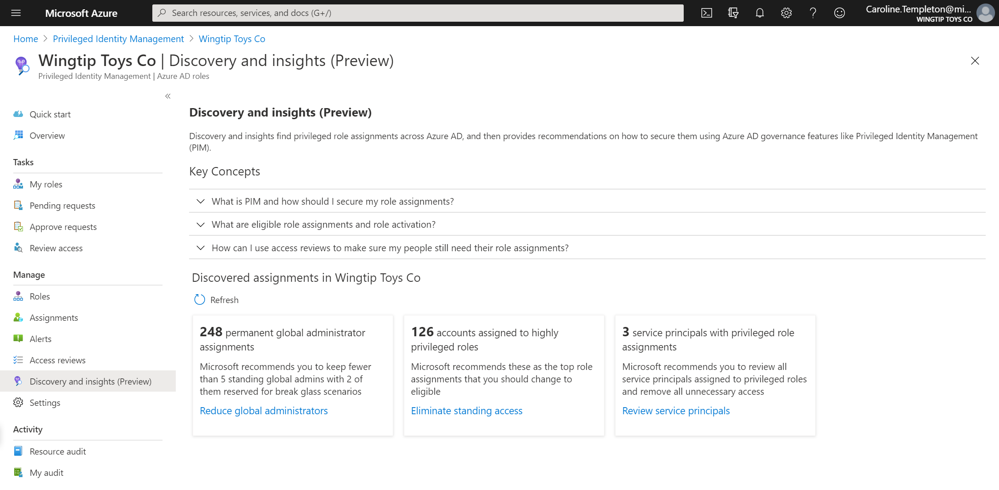 Microsoft Azure
Search resources, services, and docs (G+/)
Caroline.Templeton@mi...
WINGTIP TOYS CO
Home > Privileged Identity Management > Wingtip Toys Co
Wingtip Toys Co | Discovery and insights (Preview)
Privileged Identity Management | Azure AD roles
«
Quick start
Overview
Tasks
My roles
Pending requests
Approve requests
Review access
Manage
Roles
Assignments
Alerts
Access reviews
Discovery and insights (Preview)
Settings
Activity
Resource audit
My audit
Discovery and insights (Preview)
Discovery and insights find privileged role assignments across Azure AD, and then provides recommendations on how to secure them using Azure AD governance features like Privileged Identity Management
(PIM).
Key Concepts
What is PIM and how should I secure my role assignments?
What are eligible role assignments and role activation?
How can I use access reviews to make sure my people still need their role assignments?
Discovered assignments in Wingtip Toys Co
Refresh
248 permanent global administrator
assignments
Microsoft recommends you to keep fewer
than 5 standing global admins with 2 of
them reserved for break glass scenarios
Reduce global administrators
126 accounts assigned to highly
privileged roles
Microsoft recommends these as the top role
assignments that you should change to
eligible
Eliminate standing access
3 service principals with privileged role
assignments
Microsoft recommends you to review all
service principals assigned to privileged roles
and remove all unnecessary access
Review service principals